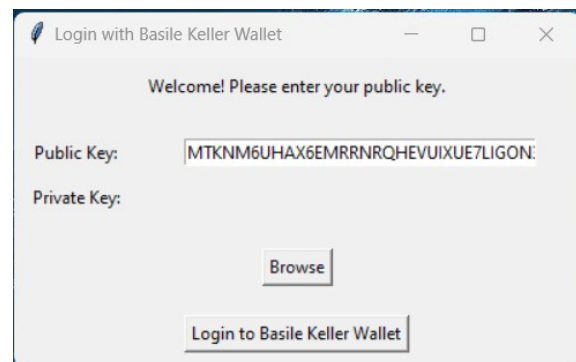 Login with Basile Keller Wallet
Welcome! Please enter your public key.
Public Key: MTKNM6UHAX6EMRRNRQHEVUIXUE7LIGON
Private Key:
Browse
Login to Basile Keller Wallet